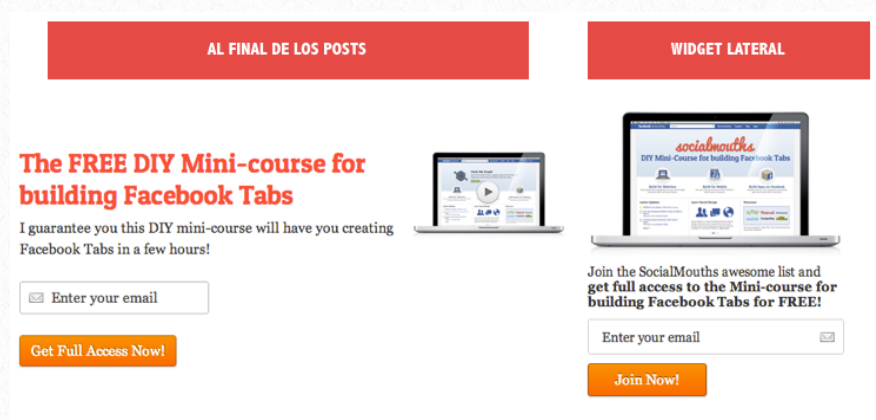 AL FINAL DE LOS POSTS
WIDGET LATERAL
The FREE DIY Mini-course for
building Facebook Tabs
I guarantee you this DIY mini-course will have you creating
Facebook Tabs in a few hours!
Enter your email
Get Full Access Now!
socialmouths
DIY Mini-Course for building Facebook Tabs
Join the SocialMouths awesome list and
get full access to the Mini-course for
building Facebook Tabs for FREE!
Enter your email
Join Now!